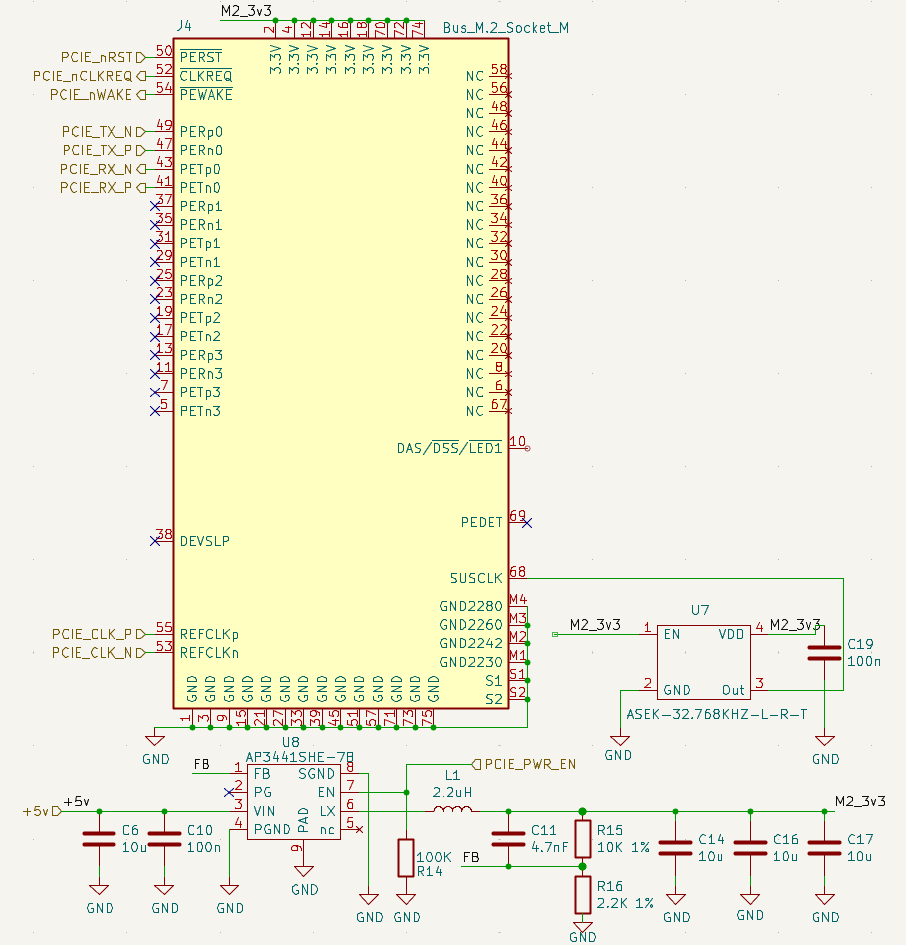 M2_3v3
J4
Bus_M.2_Socket_M
2 4 12 14 16 18 70 72 74
3.3V 3.3V 3.3V 3.3V 3.3V 3.3V 3.3V 3.3V 3.3V
PCIE_nRST 50 PERST
PCIE_nCLKREQ 52 CLKREQ
PCIE_nWAKE 54 PEWAKE
PCIE_TX_N 49 PERp0
PCIE_TX_P 47 PERn0
PCIE_RX_N 43 PETp0
PCIE_RX_P 41 PETn0
37 PERp1
35 PERn1
31 PETp1
29 PETn1
25 PERp2
23 PERn2
19 PETp2
17 PETn2
13 PERp3
11 PERn3
7 PETp3
5 PETn3
38 DEVSLP
PCIE_CLK_P 55 REFCLKp
PCIE_CLK_N 53 REFCLKn
NC 58
NC 56
NC 48
NC 46
NC 44
NC 42
NC 40
NC 36
NC 34
NC 32
NC 30
NC 28
NC 26
NC 24
NC 22
NC 20
NC 8
NC 6
NC 67
DAS/DSS/LED1 10
PEDET 69
SUSCLK 68
GND2280 M4
GND2260 M3
GND2242 M2
GND2230 M1
S1 S1
S2 S2
GND GND GND GND GND GND GND GND GND GND GND GND GND GND
1 3 9 15 21 27 33 39 45 51 57 71 73 75
GND
U7
M2_3v3 1 EN VDD 4 M2_3v3
2 GND Out 3
ASEK-32.768KHZ-L-R-T
C19
100n
GND
GND
U8
AP3441SHE-7B
FB 1 FB SGND 8
2 PG EN 7
3 VIN LX 6
4 PGND PAD nc 5
9
GND
PCIE_PWR_EN
+5v +5v
C6
10u
C10
100n
GND
GND
GND
GND
L1
2.2uH
100K
R14
GND
C11
4.7nF
FB
R15
10K 1%
R16
2.2K 1%
GND
M2_3v3
C14
10u
C16
10u
C17
10u
GND
GND
GND